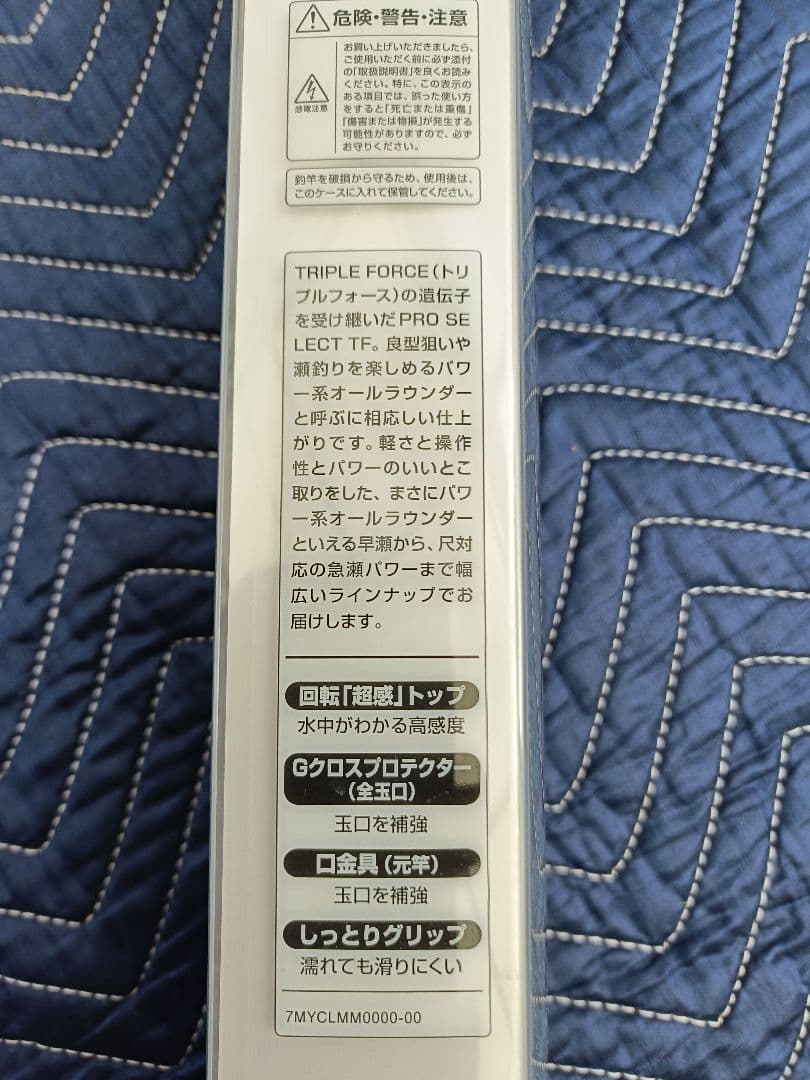 危険・警告・注意
感電注意
お買い上げいただきましたら、
ご使用いただく前に必ず添付
の「取扱説明書」を良くお読み
ください。特に、この表示の
ある項目では、誤った使い方
をすると「死亡または重傷」
「傷害または物損」が発生する
可能性がありますので、必ず
お守りください。
釣竿を破損から守るため、使用後は、
このケースに入れて保管してください。
TRIPLE FORCE(トリ
プルフォース)の遺伝子
を受け継いだPRO SE
LECT TF。良型狙いや
瀬釣りを楽しめるパワ
ー系オールラウンダー
と呼ぶに相応しい仕上
がりです。軽さと操作
性とパワーのいいとこ
取りをした、まさにパワ
ー系オールラウンダー
といえる早瀬から、尺対
応の急瀬パワーまで幅
広いラインナップでお
届けします。
回転「超感」トップ
水中がわかる高感度
Gクロスプロテクター
(全玉口)
玉口を補強
口金具(元竿)
玉口を補強
しっとりグリップ
濡れても滑りにくい
7MYCLMM0000-00